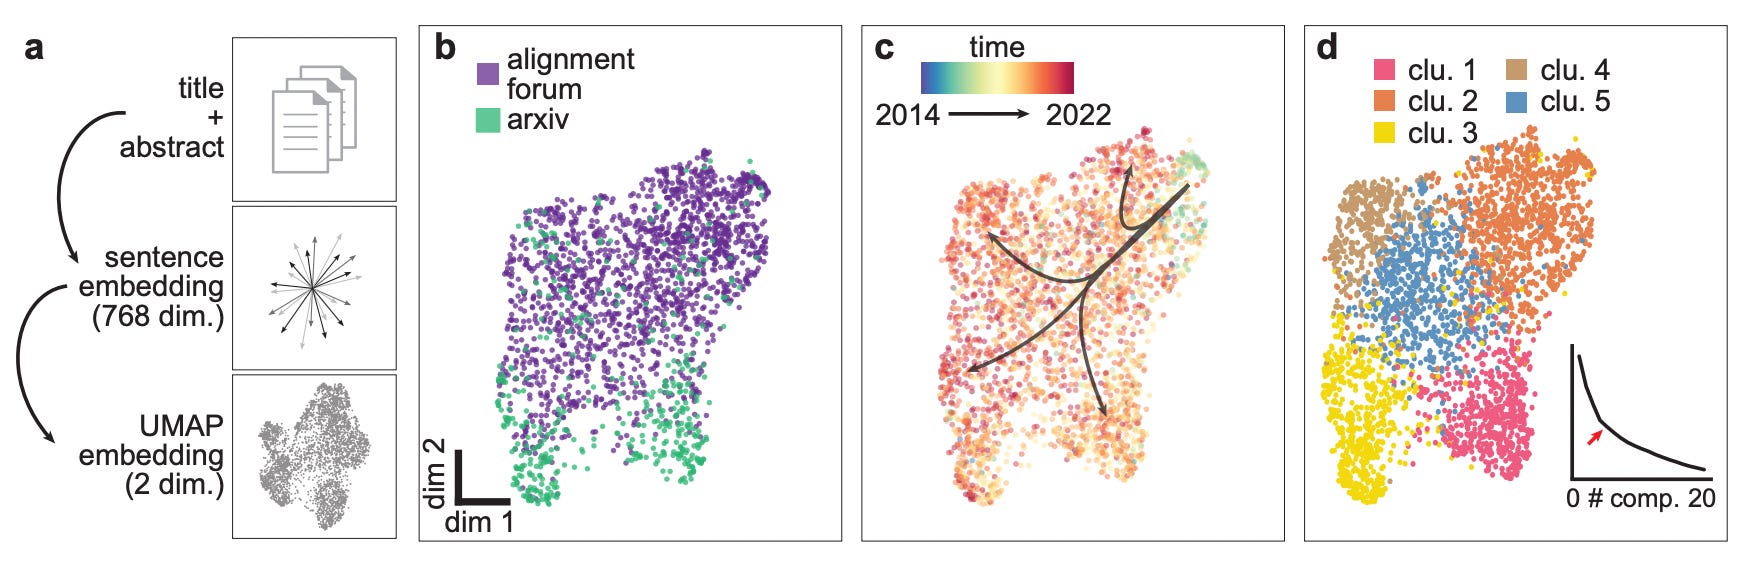 a
title
+
abstract
sentence
embedding
(768 dim.)
UMAP
embedding
(2 dim.)
b
alignment
forum
arxiv
dim 2
dim 1
c
time
2014
2022
d
clu. 1
clu. 2
clu. 3
clu. 4
clu. 5
0 # comp. 20